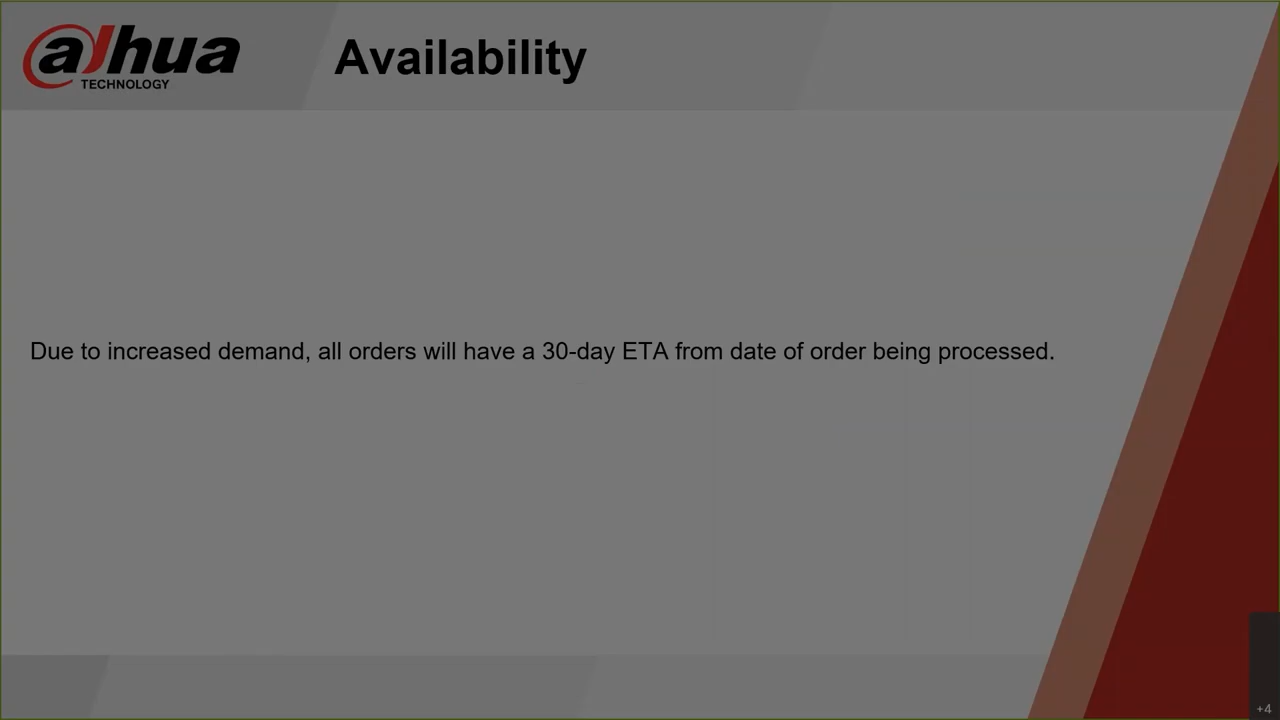 alhua
TECHNOLOGY
Availability
Due to increased demand, all orders will have a 30-day ETA from date of order being processed.
+4